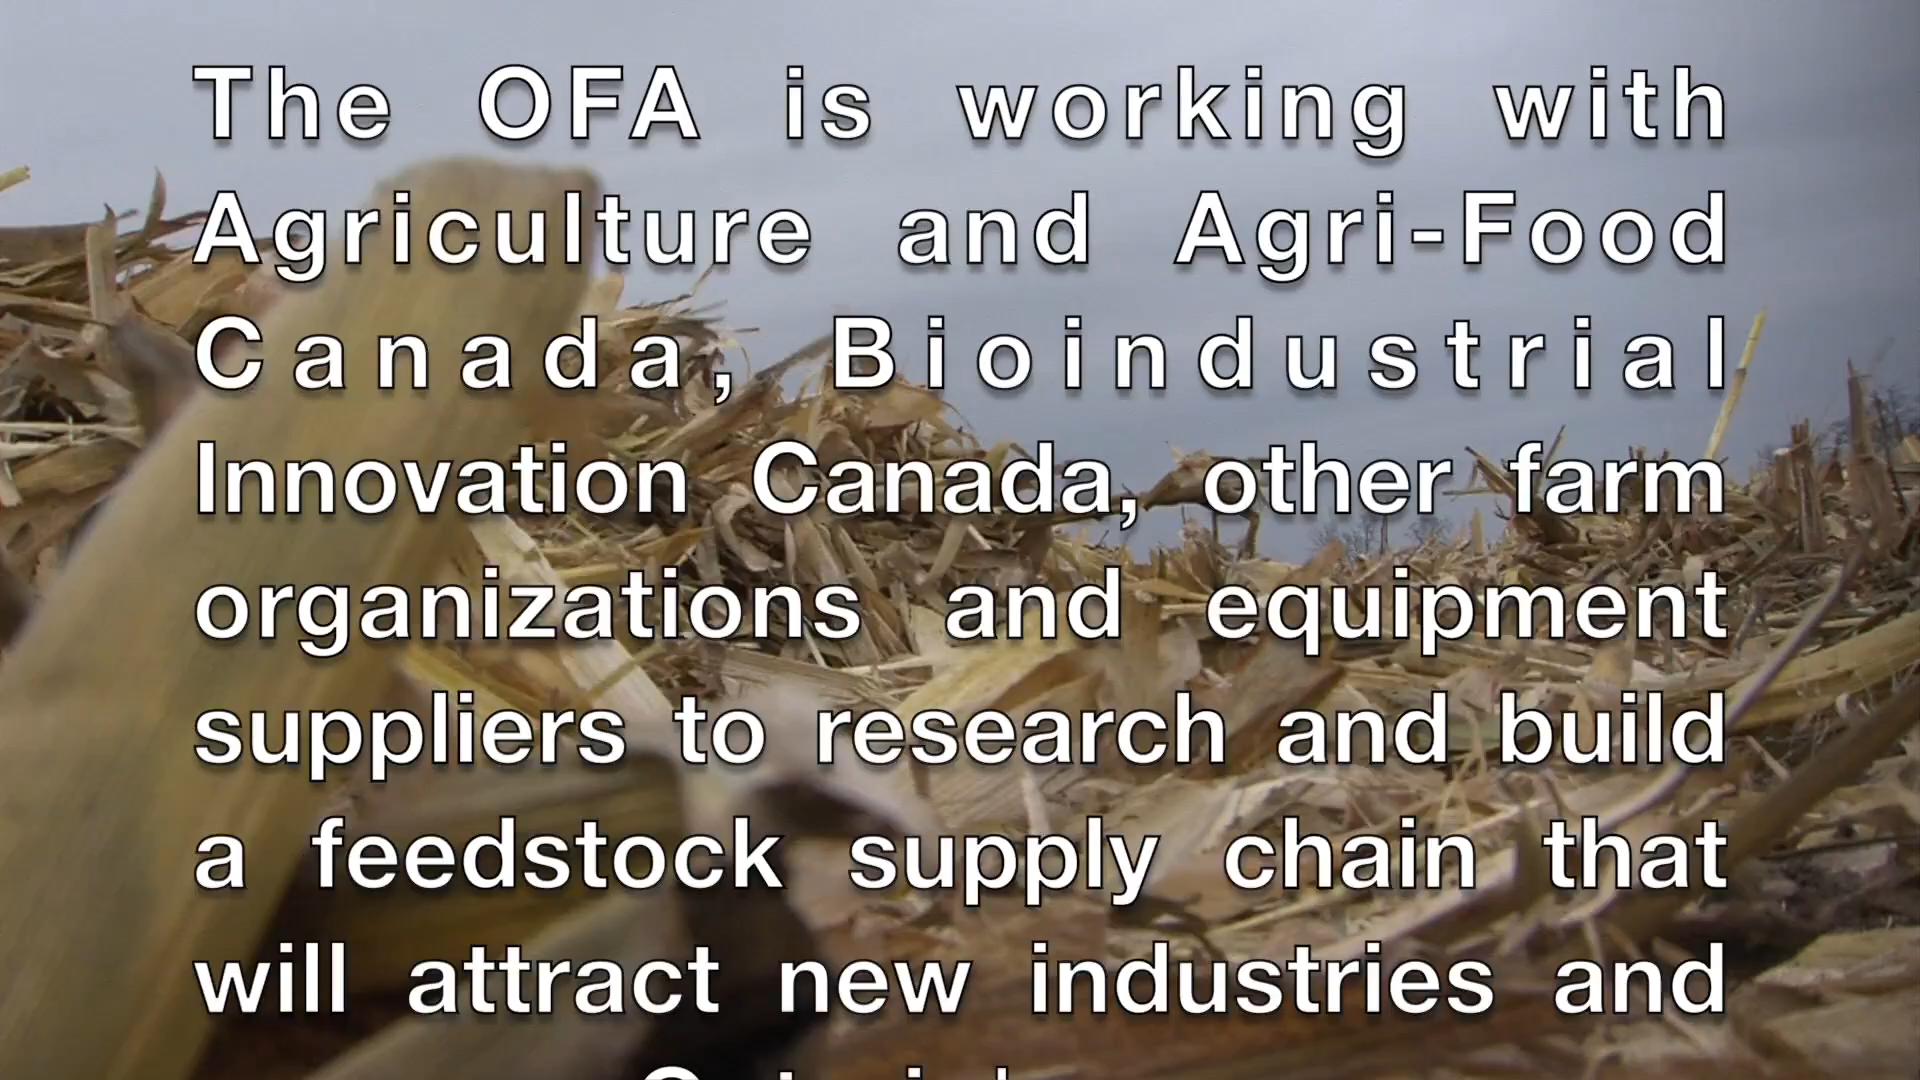 The OFA is working with
Agriculture and Agri-Food
Canada, Bioindustrial
Innovation Canada, other farm
organizations and equipment
suppliers to research and build
a feedstock supply chain that
will attract new industries and